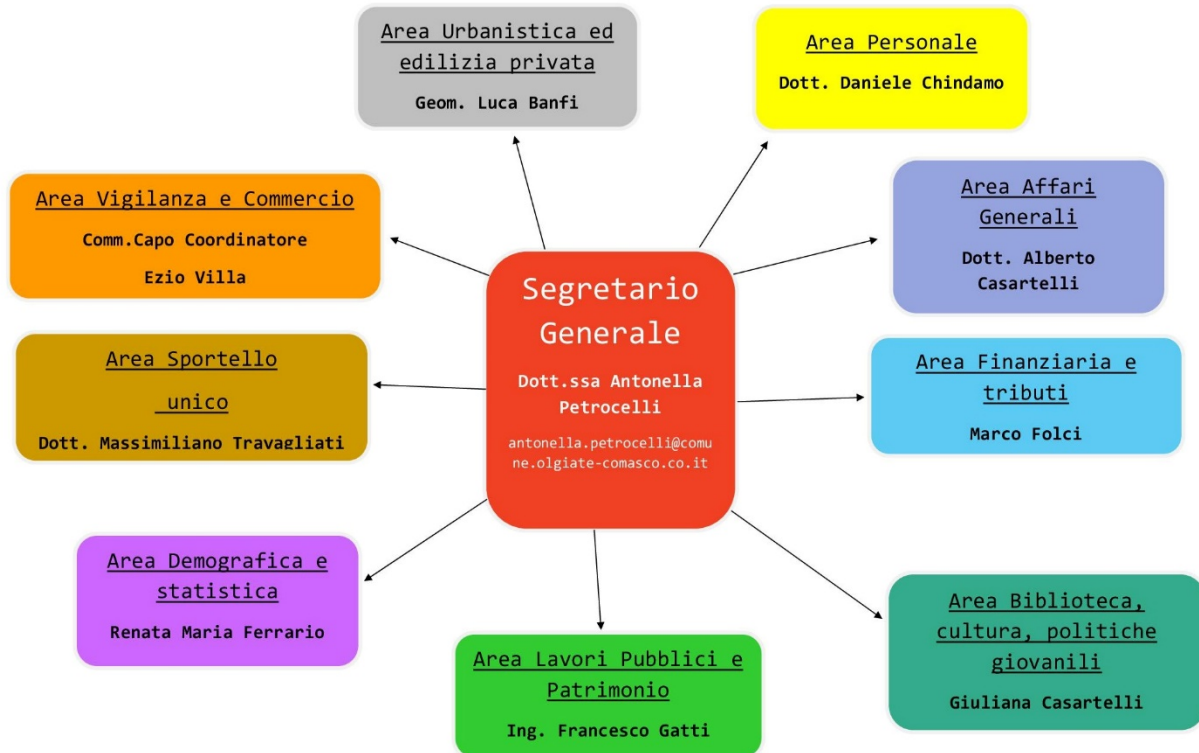 Area Urbanistica ed
edilizia privata
Geom. Luca Banfi
Area Personale
Dott. Daniele Chindamo
Area Vigilanza e Commercio
Comm.Capo Coordinatore
Ezio Villa
Area Affari
Generali
Dott. Alberto
Casartelli
Segretario
Generale
Dott.ssa Antonella
Petrocelli
antonella.petrocelli@comu
ne.olgiate-comasco.co.it
Area Sportello
unico
Dott. Massimiliano Travagliati
Area Finanziaria e
tributi
Marco Folci
Area Demografica e
statistica
Renata Maria Ferrario
Area Lavori Pubblici e
Patrimonio
Ing. Francesco Gatti
Area Biblioteca,
cultura, politiche
giovanili
Giuliana Casartelli